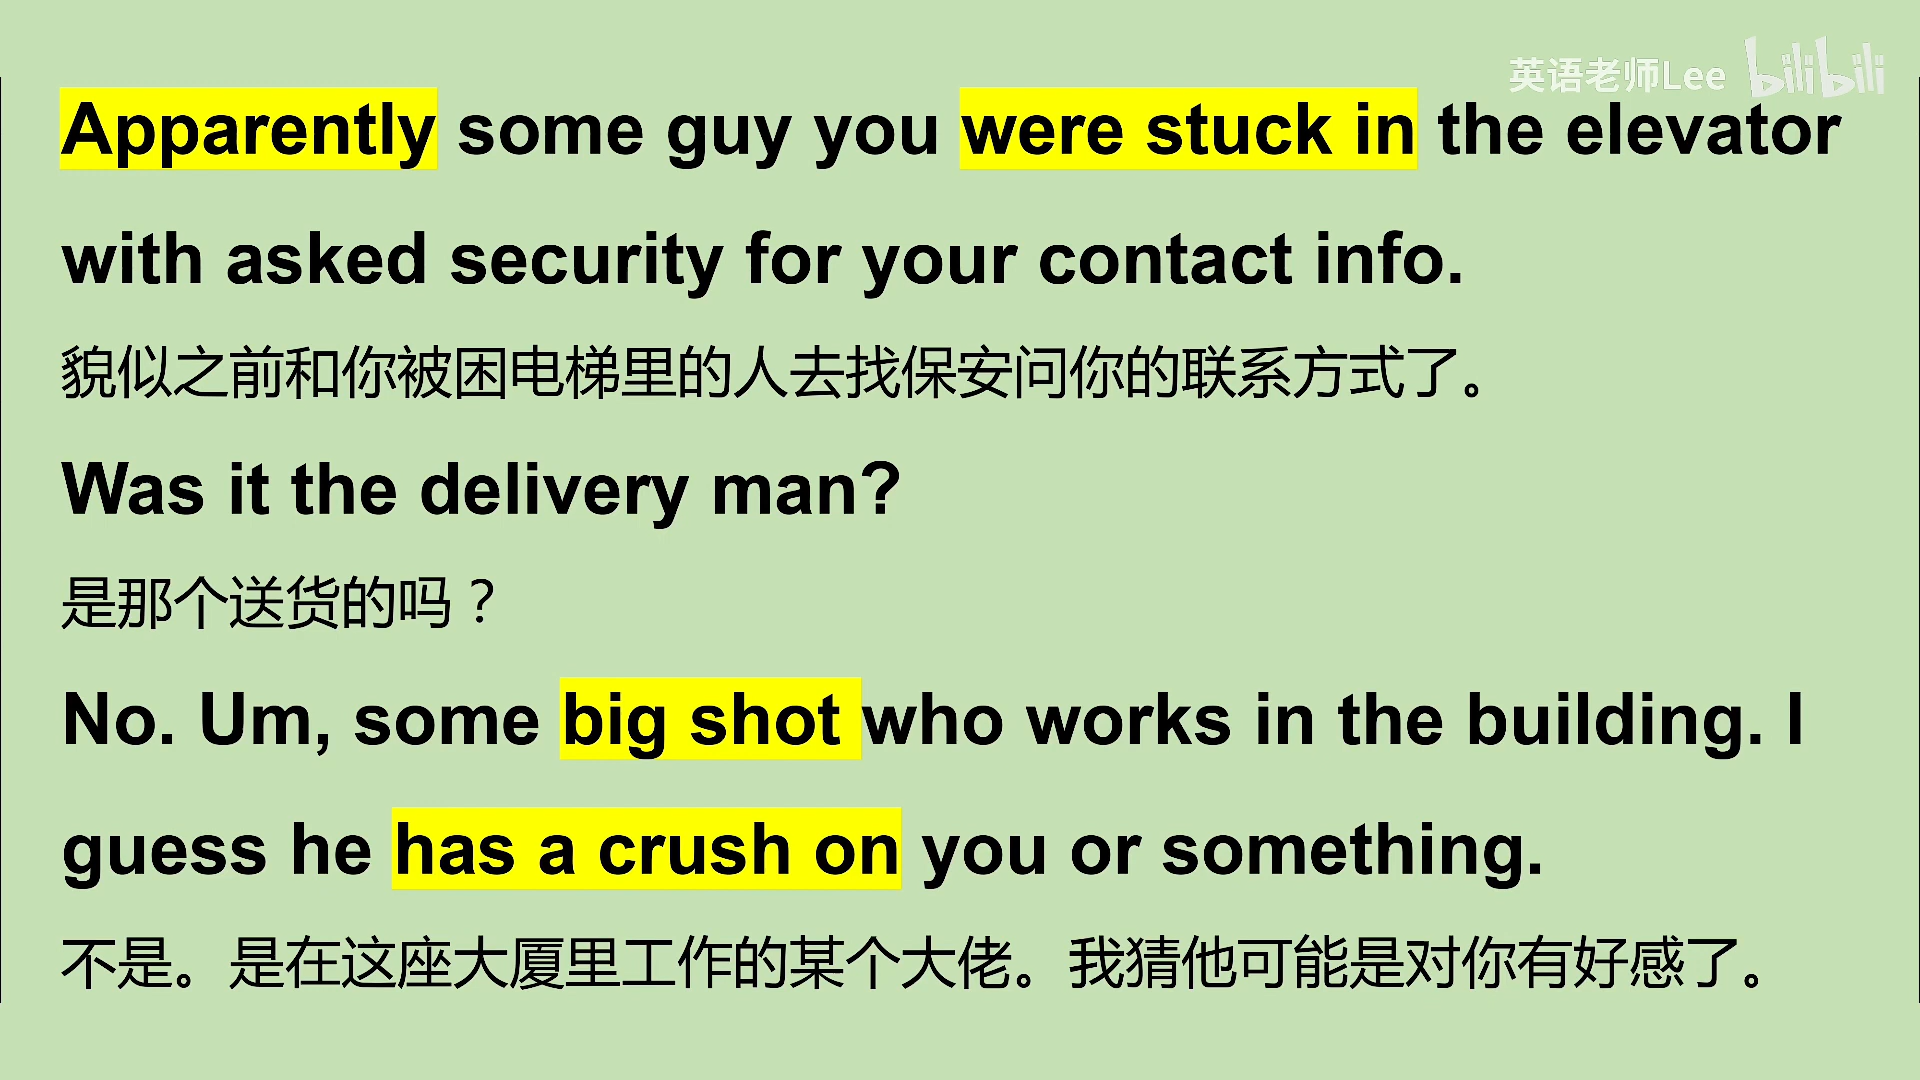 英语老师Lee bilibili
Apparently some guy you were stuck in the elevator
with asked security for your contact info.
貌似之前和你被困电梯里的人去找保安问你的联系方式了。
Was it the delivery man?
是那个送货的吗？
No. Um, some big shot who works in the building. I
guess he has a crush on you or something.
不是。是在这座大厦里工作的某个大佬。我猜他可能是对你有好感了。